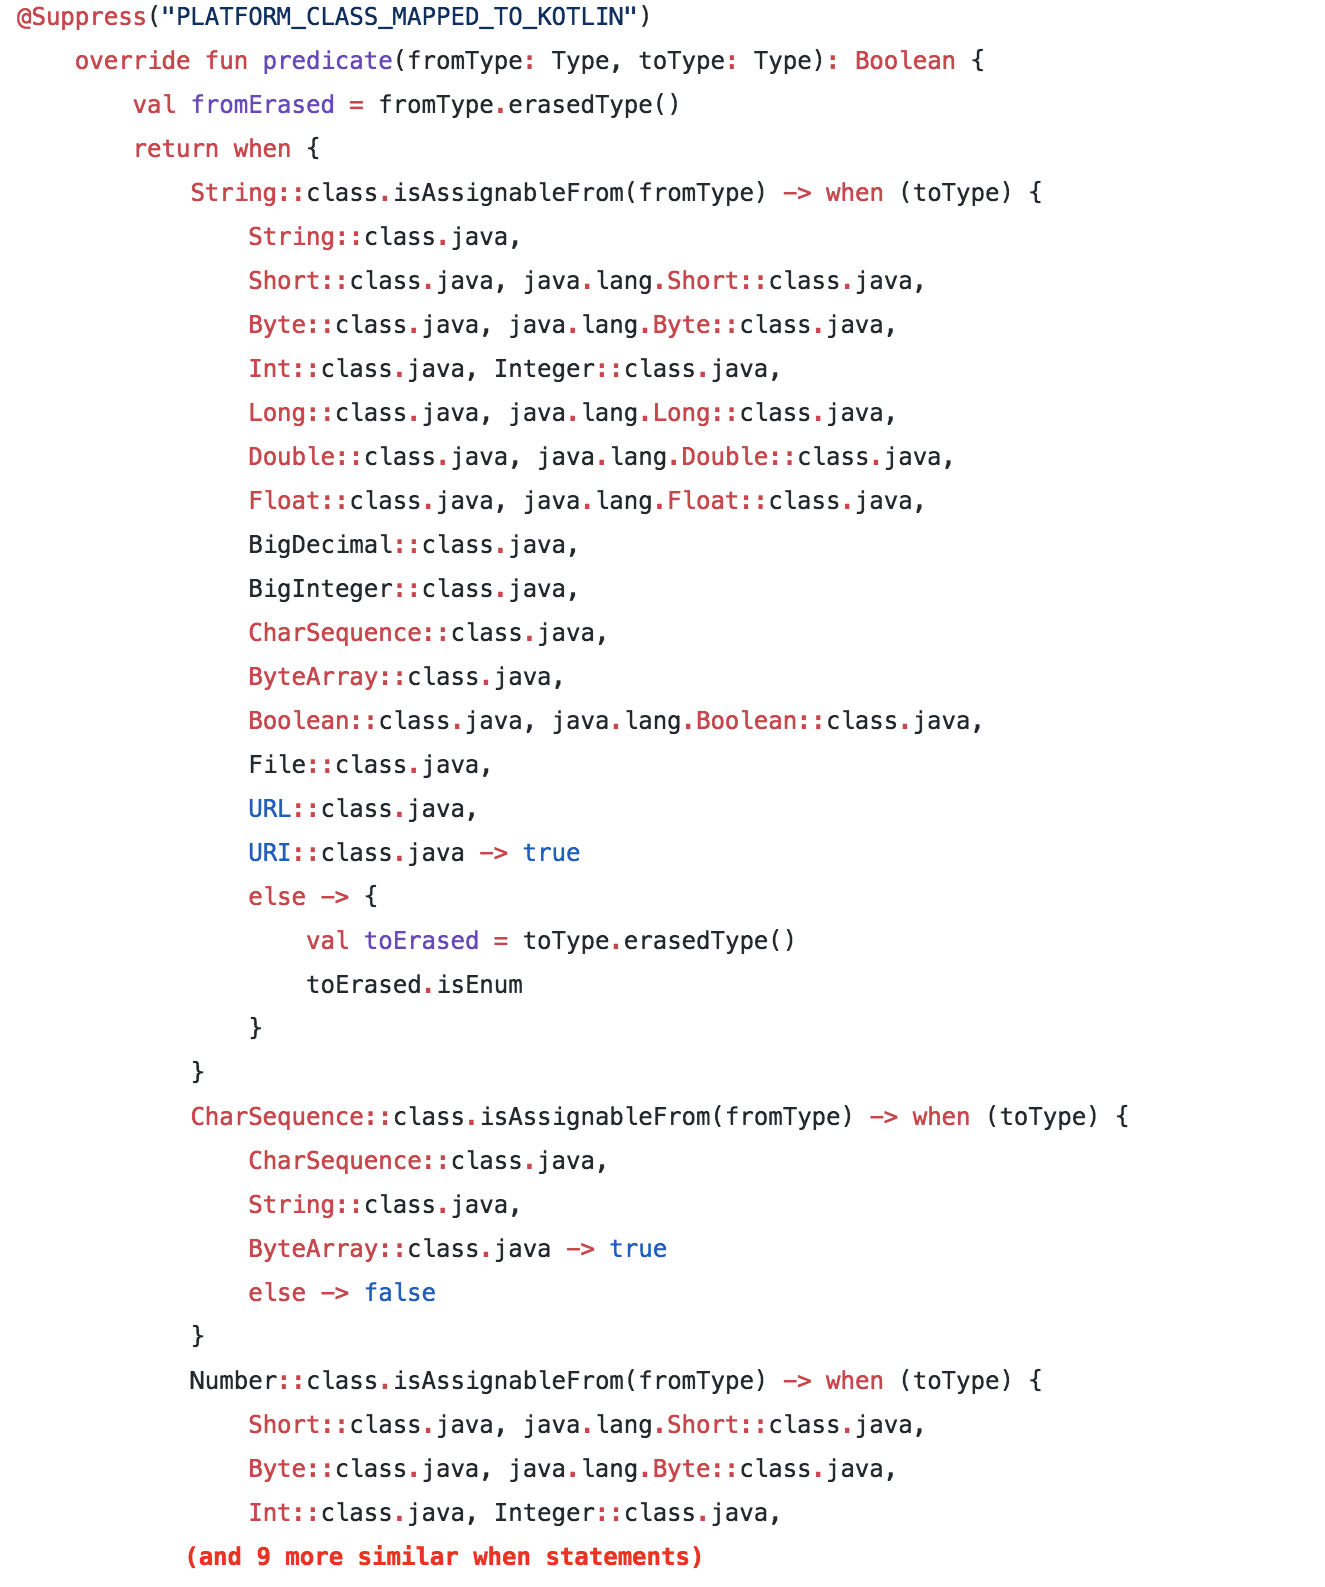 @Suppress("PLATFORM_CLASS_MAPPED_TO_KOTLIN")
    override fun predicate(fromType: Type, toType: Type): Boolean {
        val fromErased = fromType.erasedType()
        return when {
            String::class.isAssignableFrom(fromType) -> when (toType) {
                String::class.java,
                Short::class.java, java.lang.Short::class.java,
                Byte::class.java, java.lang.Byte::class.java,
                Int::class.java, Integer::class.java,
                Long::class.java, java.lang.Long::class.java,
                Double::class.java, java.lang.Double::class.java,
                Float::class.java, java.lang.Float::class.java,
                BigDecimal::class.java,
                BigInteger::class.java,
                CharSequence::class.java,
                ByteArray::class.java,
                Boolean::class.java, java.lang.Boolean::class.java,
                File::class.java,
                URL::class.java,
                URI::class.java -> true
                else -> {
                    val toErased = toType.erasedType()
                    toErased.isEnum
                }
            }
            CharSequence::class.isAssignableFrom(fromType) -> when (toType) {
                CharSequence::class.java,
                String::class.java,
                ByteArray::class.java -> true
                else -> false
            }
            Number::class.isAssignableFrom(fromType) -> when (toType) {
                Short::class.java, java.lang.Short::class.java,
                Byte::class.java, java.lang.Byte::class.java,
                Int::class.java, Integer::class.java,
            (and 9 more similar when statements)